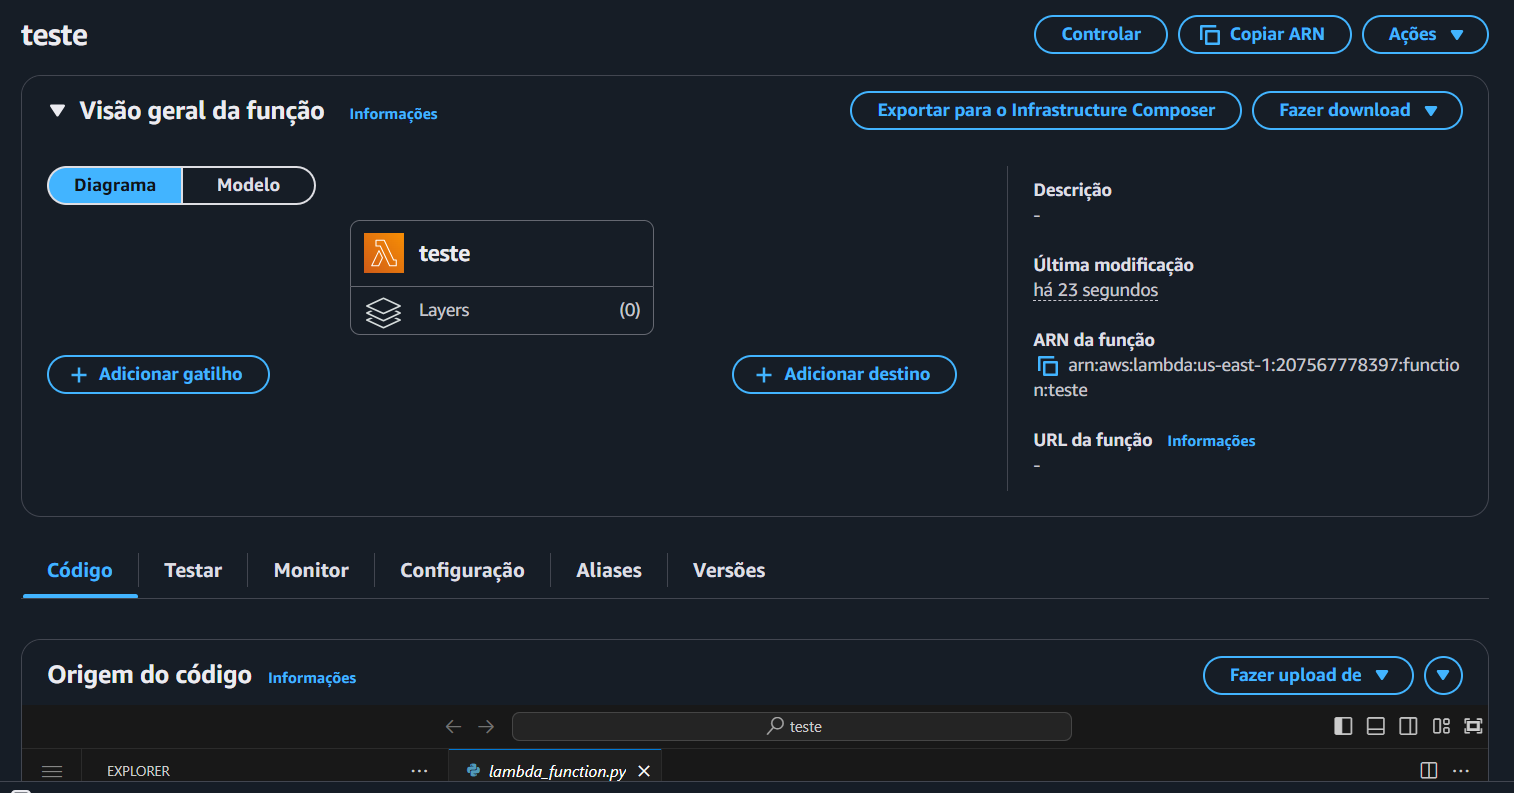 teste
Controlar
Copiar ARN
Ações
Visão geral da função
Informações
Exportar para o Infrastructure Composer
Fazer download
Diagrama
Modelo
teste
Layers
(0)
Adicionar gatilho
Adicionar destino
Descrição
-
Última modificação
há 23 segundos
ARN da função
arn:aws:lambda:us-east-1:207567778397:functio
n:teste
URL da função
Informações
-
Código
Testar
Monitor
Configuração
Aliases
Versões
Origem do código
Informações
Fazer upload de
teste
EXPLORER
lambda_function.py